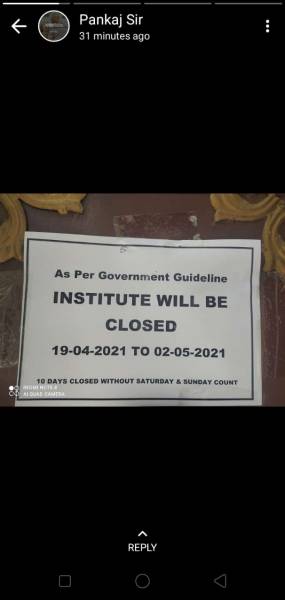 Pankaj Sir
31 minutes ago
As Per Government Guideline
INSTITUTE WILL BE
CLOSED
19-04-2021 TO 02-05-2021
10 DAYS CLOSED WITHOUT SATURDAY & SUNDAY COUNT
REDMI NOTE 8
AI QUAD CAMERA
REPLY